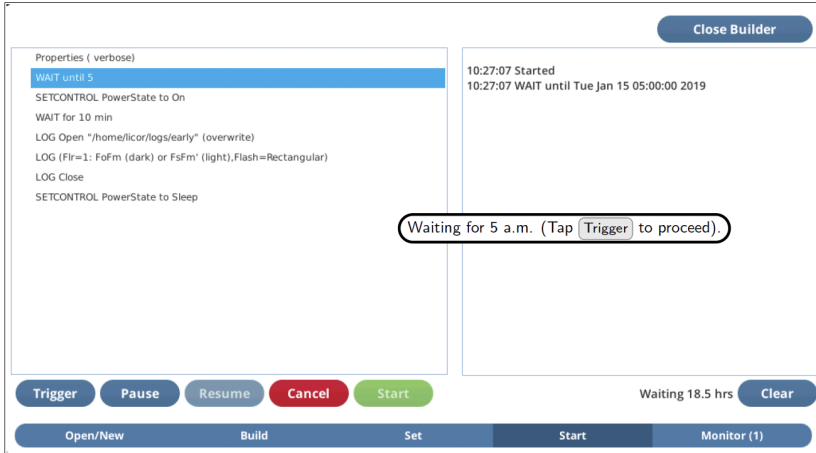 Close Builder
Properties ( verbose)
WAIT until 5
SETCONTROL PowerState to On
WAIT for 10 min
LOG Open "/home/licor/logs/early" (overwrite)
LOG (Flr=1: FoFm (dark) or FsFm' (light),Flash=Rectangular)
LOG Close
SETCONTROL PowerState to Sleep
10:27:07 Started
10:27:07 WAIT until Tue Jan 15 05:00:00 2019
Waiting for 5 a.m. (Tap Trigger to proceed).
Trigger Pause Resume Cancel Start Waiting 18.5 hrs Clear
Open/New Build Set Start Monitor (1)